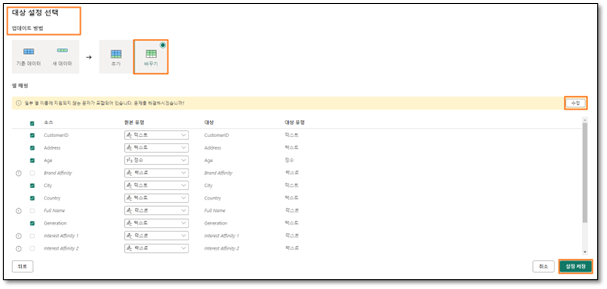 대상 설정 선택
업데이트 방법
기존 데이터
새 데이터
추가
바꾸기
열 매핑
일부 열 이름에 지원되지 않는 문자가 포함되어 있습니다. 문제를 해결하시겠습니까?
수정
소스 원본 유형 대상 대상 유형
CustomerID 텍스트 CustomerID 텍스트
Address 텍스트 Address 텍스트
Age 정수 Age 정수
Brand Affinity 텍스트 Brand Affinity 텍스트
City 텍스트 City 텍스트
Country 텍스트 Country 텍스트
Full Name 텍스트 Full Name 텍스트
Generation 텍스트 Generation 텍스트
Interest Affinity 1 텍스트 Interest Affinity 1 텍스트
Interest Affinity 2 텍스트 Interest Affinity 2 텍스트
뒤로
취소
설정 저장